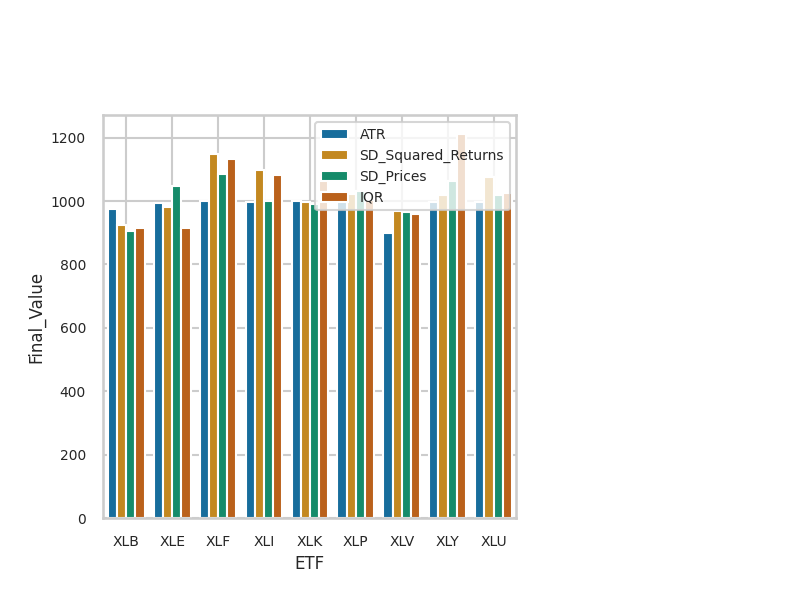 ATR
SD_Squared_Returns
SD_Prices
IQR
1200
1000
800
600
400
200
0
Final_Value
XLB XLE XLF XLI XLK XLP XLV XLY XLU
ETF